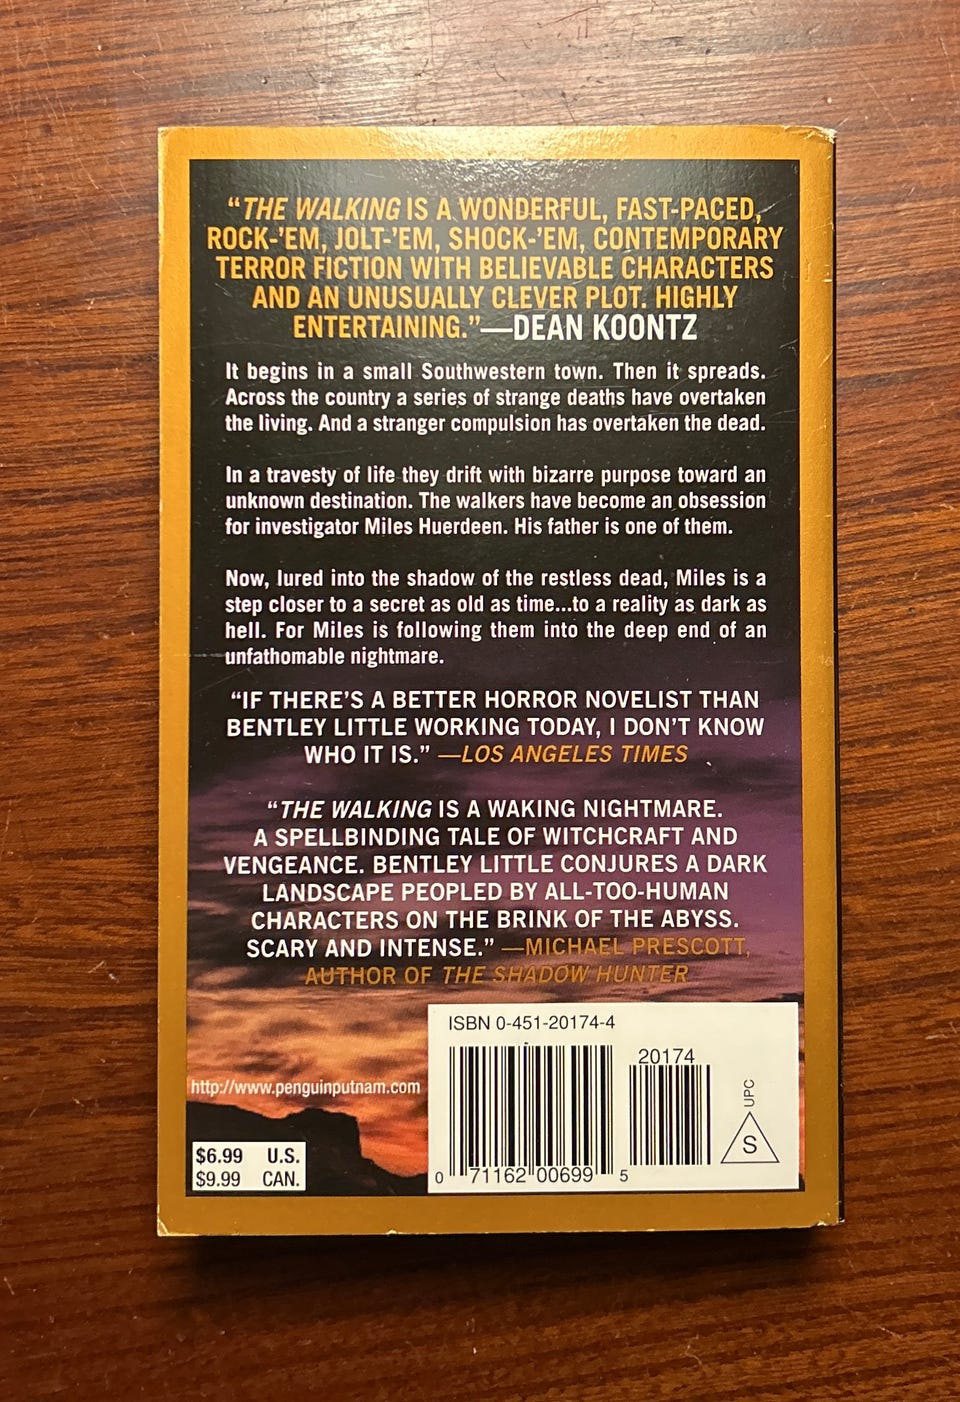 “THE WALKING IS A WONDERFUL, FAST-PACED,
ROCK-’EM, JOLT-’EM, SHOCK-’EM, CONTEMPORARY
TERROR FICTION WITH BELIEVABLE CHARACTERS
AND AN UNUSUALLY CLEVER PLOT. HIGHLY
ENTERTAINING.”—DEAN KOONTZ
It begins in a small Southwestern town. Then it spreads.
Across the country a series of strange deaths have overtaken
the living. And a stranger compulsion has overtaken the dead.
In a travesty of life they drift with bizarre purpose toward an
unknown destination. The walkers have become an obsession
for investigator Miles Huerdeen. His father is one of them.
Now, lured into the shadow of the restless dead, Miles is a
step closer to a secret as old as time...to a reality as dark as
hell. For Miles is following them into the deep end of an
unfathomable nightmare.
“IF THERE’S A BETTER HORROR NOVELIST THAN
BENTLEY LITTLE WORKING TODAY, I DON’T KNOW
WHO IT IS.” —LOS ANGELES TIMES
“THE WALKING IS A WAKING NIGHTMARE.
A SPELLBINDING TALE OF WITCHCRAFT AND
VENGEANCE. BENTLEY LITTLE CONJURES A DARK
LANDSCAPE PEOPLED BY ALL-TOO-HUMAN
CHARACTERS ON THE BRINK OF THE ABYSS.
SCARY AND INTENSE.” —MICHAEL PRESCOTT,
AUTHOR OF THE SHADOW HUNTER
http://www.penguinputnam.com
$6.99 U.S.
$9.99 CAN.
ISBN 0-451-20174-4
20174
0 71162 00699 5
UPC
S